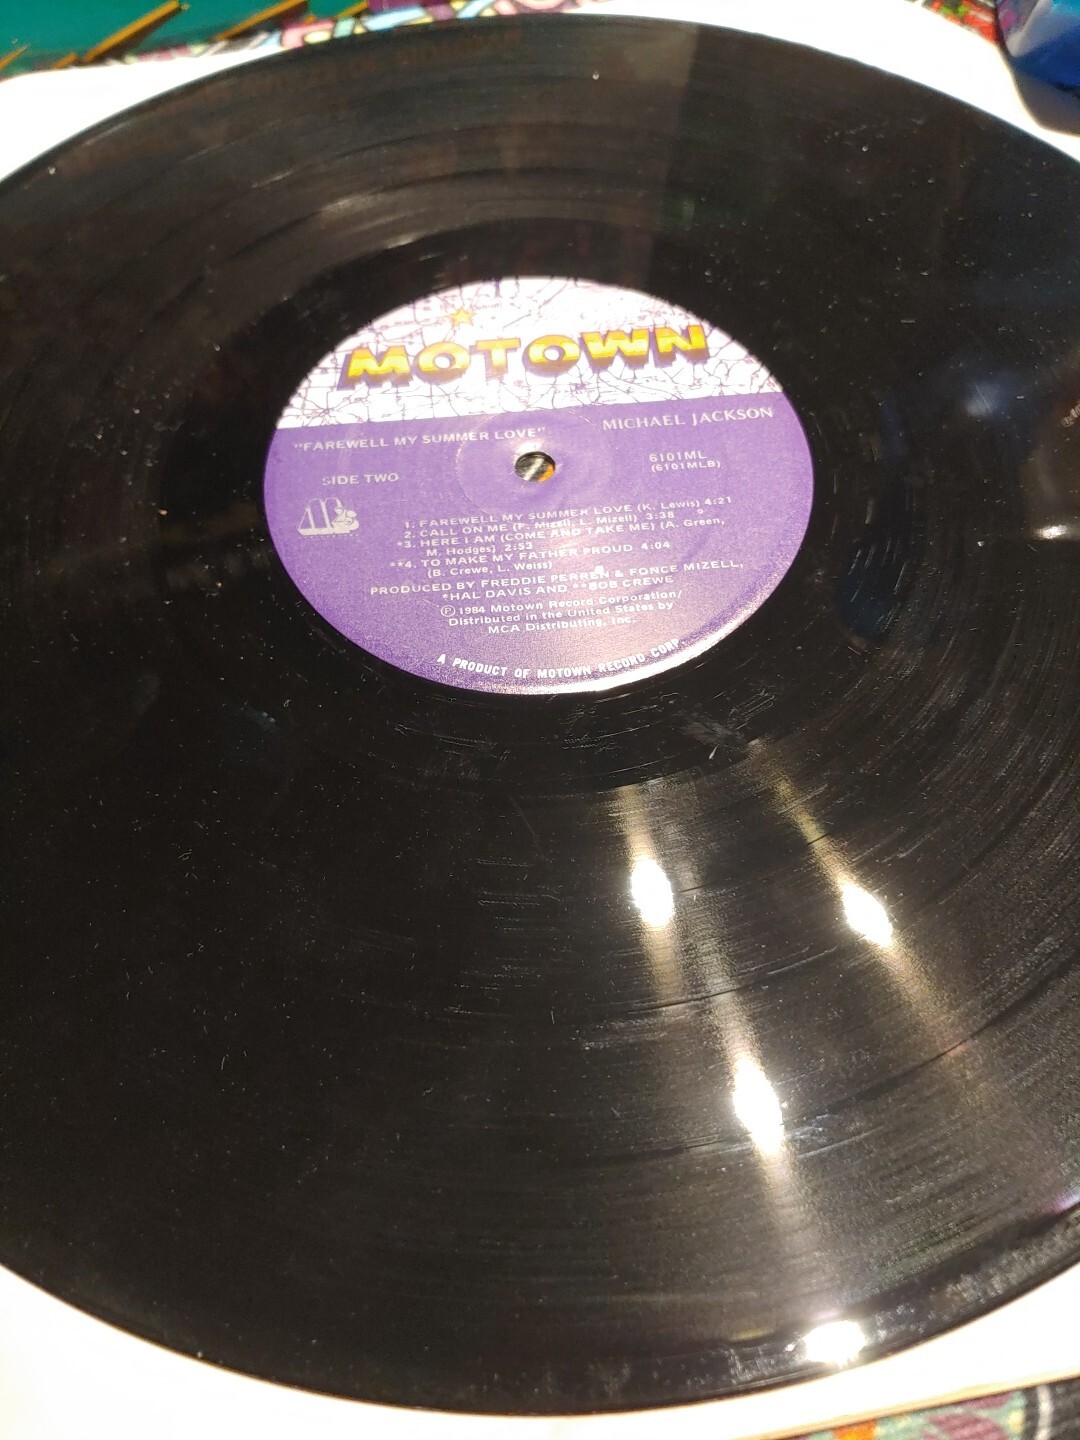 MOTOWN
"FAREWELL MY SUMMER LOVE"
MICHAEL JACKSON
SIDE TWO
6101ML
(6101MLB)
1. FAREWELL MY SUMMER LOVE (K. Lewis) 4:21
2. CALL ON ME (F. Mizell, L. Mizell) 3:38
*3. HERE I AM (COME AND TAKE ME) (A. Green,
M. Hodges) 2:53
**4. TO MAKE MY FATHER PROUD 4:04
(B. Crewe, L. Weiss)
PRODUCED BY FREDDIE PERREN & FONCE MIZELL,
*HAL DAVIS AND **BOB CREWE
Ⓟ 1984 Motown Record Corporation/
Distributed in the United States by
MCA Distributing, Inc.
A PRODUCT OF MOTOWN RECORD CORP.